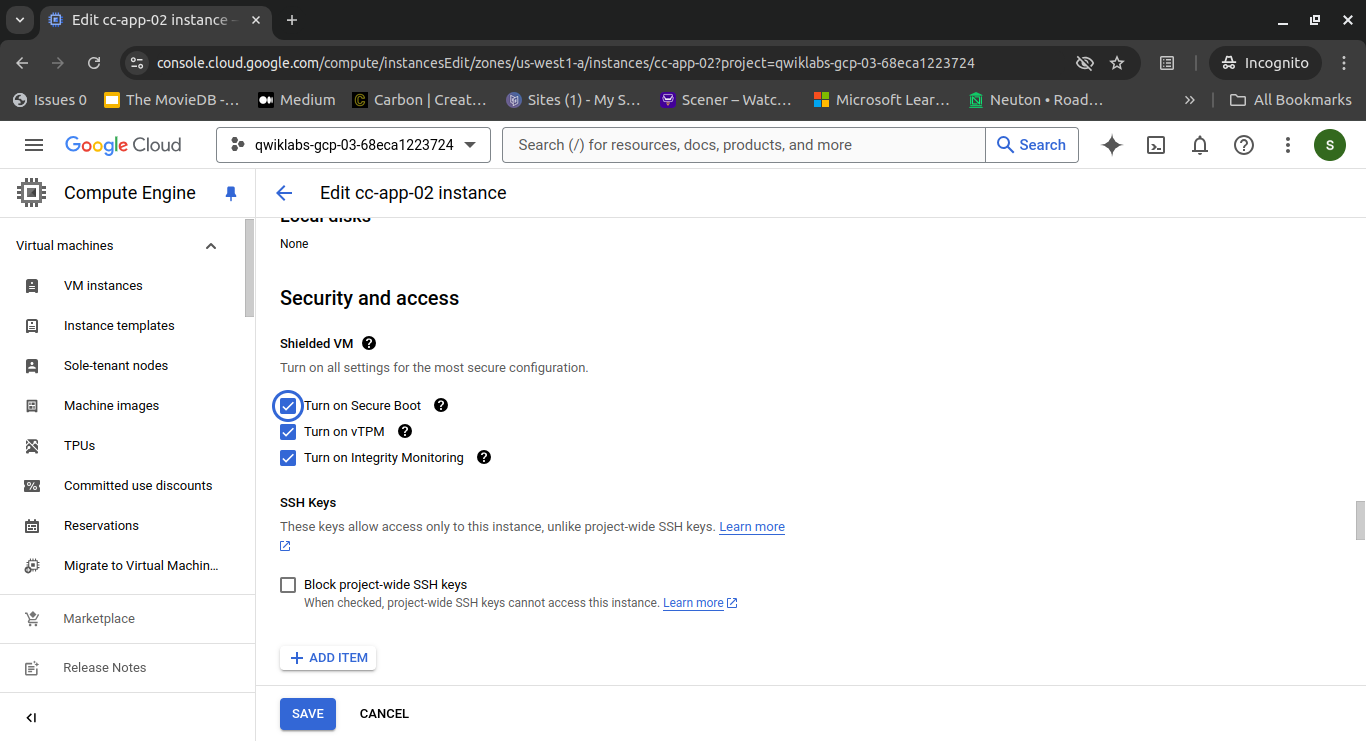 Edit cc-app-02 instance -
console.cloud.google.com/compute/instancesEdit/zones/us-west1-a/instances/cc-app-02?project=qwiklabs-gcp-03-68eca1223724
Incognito
Issues 0
The MovieDB -...
Medium
Carbon | Creat...
Sites (1) - My S...
Scener – Watc...
Microsoft Lear...
Neuton • Road...
All Bookmarks
Google Cloud
qwiklabs-gcp-03-68eca1223724
Search (/) for resources, docs, products, and more
Search
S
Compute Engine
Edit cc-app-02 instance
Virtual machines
VM instances
Instance templates
Sole-tenant nodes
Machine images
TPUs
Committed use discounts
Reservations
Migrate to Virtual Machin...
Marketplace
Release Notes
Local disks
None
Security and access
Shielded VM
Turn on all settings for the most secure configuration.
Turn on Secure Boot
Turn on vTPM
Turn on Integrity Monitoring
SSH Keys
These keys allow access only to this instance, unlike project-wide SSH keys. Learn more
Block project-wide SSH keys
When checked, project-wide SSH keys cannot access this instance. Learn more
ADD ITEM
SAVE
CANCEL